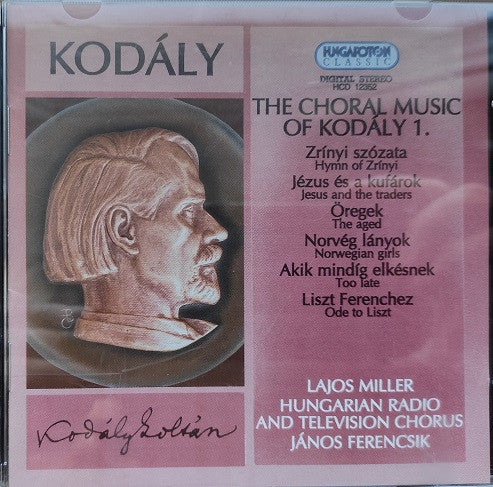 KODÁLY
HUNGAROTON
CLASSIC
DIGITAL STEREO
HCD 12352
THE CHORAL MUSIC
OF KODÁLY 1.
Zrínyi szózata
Hymn of Zrínyi
Jézus és a kufárok
Jesus and the traders
Öregek
The aged
Norvég lányok
Norwegian girls
Akik mindíg elkésnek
Too late
Liszt Ferenchez
Ode to Liszt
LAJOS MILLER
HUNGARIAN RADIO
AND TELEVISION CHORUS
JÁNOS FERENCSIK
Kodály Zoltán